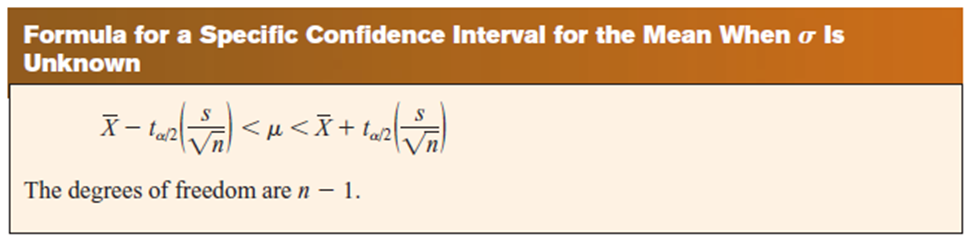 Formula for a Specific Confidence Interval for the Mean When σ Is
Unknown
X̄ − tα/2(s/√n) < μ < X̄ + tα/2(s/√n)
The degrees of freedom are n − 1.